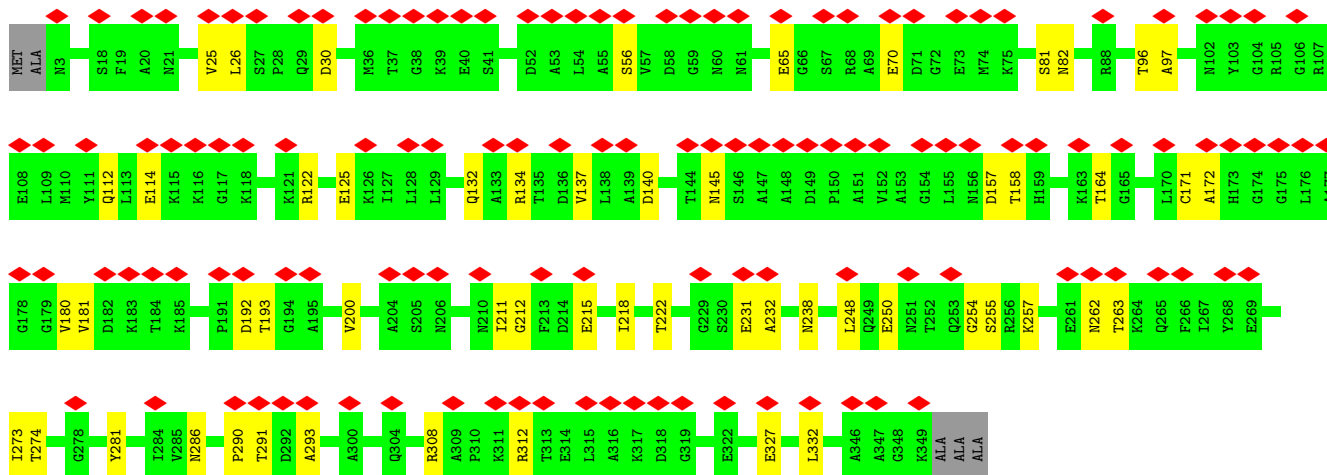 MET ALA N3 S18 F19 A20 N21 V25 L26 S27 P28 Q29 D30 M36 T37 G38 K39 E40 S41 D52 A53 L54 A55 S56 V57 D58 G59 N60 N61 E65 G66 S67 R68 A69 E70 D71 G72 E73 M74 K75 S81 N82 R88 T96 A97 N102 Y103 G104 R105 G106 R107
E108 L109 M110 Y111 Q112 L113 E114 K115 K116 G117 K118 K121 R122 E125 K126 I127 L128 L129 Q132 A133 R134 T135 D136 V137 L138 A139 D140 T144 N145 S146 A147 A148 D149 P150 A151 V152 A153 G154 L155 N156 D157 T158 H159 K163 T164 G165 L170 C171 A172 H173 G174 G175 L176
G178 G179 V180 V181 D182 K183 T184 K185 P191 D192 T193 G194 A195 V200 A204 S205 N206 N210 I211 G212 F213 D214 E215 I218 T222 G229 S230 E231 A232 N238 L248 Q249 E250 N251 T252 Q253 G254 S255 R256 K257 E261 N262 T263 K264 Q265 F266 I267 Y268 E269
I273 T274 G278 Y281 I284 V285 N286 P290 T291 D292 A293 A300 Q304 R308 A309 P310 K311 R312 T313 E314 L315 A316 K317 D318 G319 E322 E327 L332 A346 A347 G348 K349 ALA ALA ALA